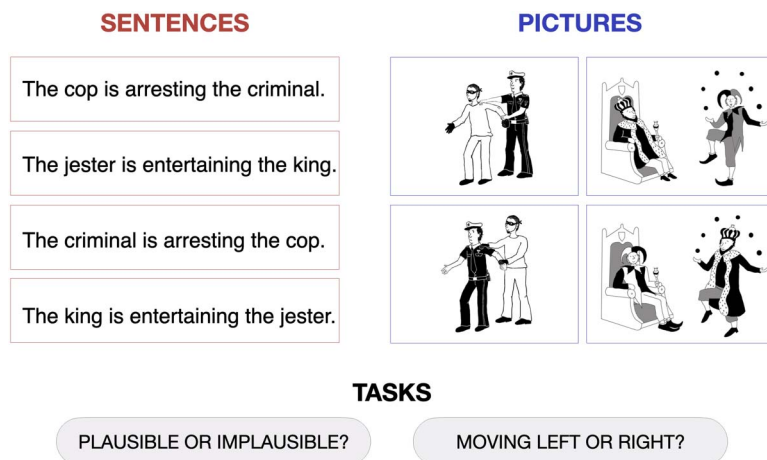 SENTENCES
PICTURES
The cop is arresting the criminal.
The jester is entertaining the king.
The criminal is arresting the cop.
The king is entertaining the jester.
TASKS
PLAUSIBLE OR IMPLAUSIBLE?
MOVING LEFT OR RIGHT?